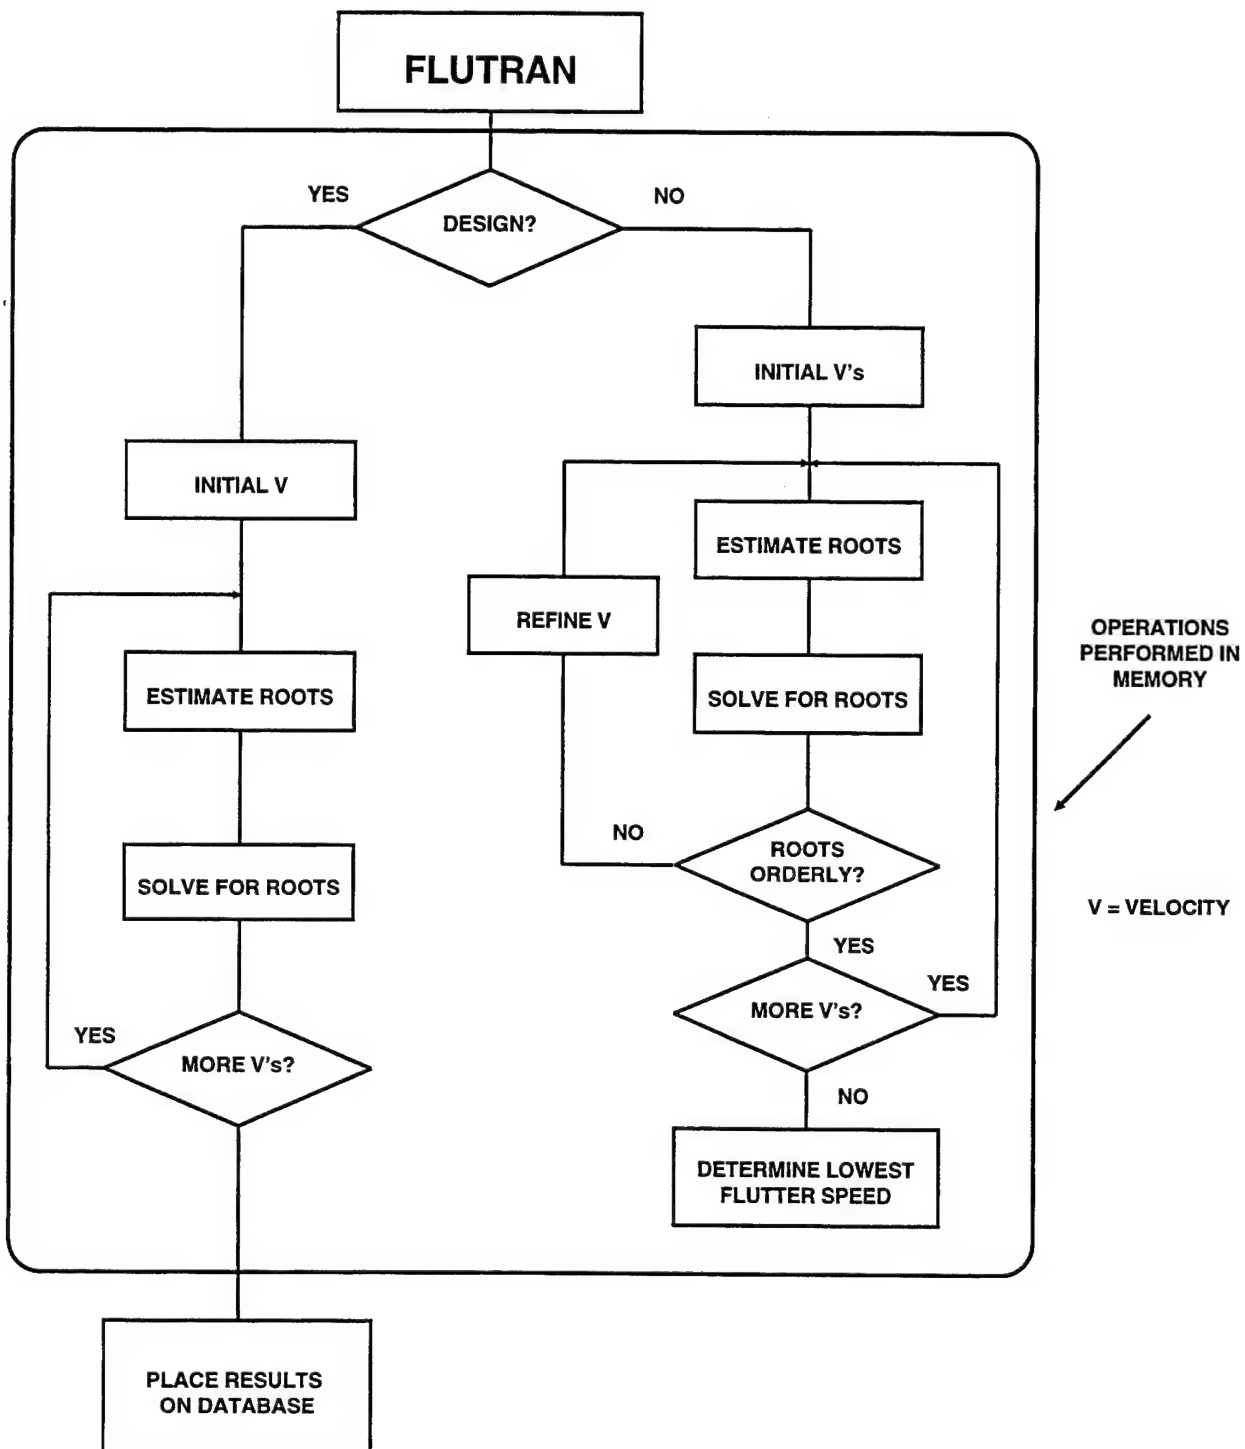 FLUTRAN
YES
NO
DESIGN?
INITIAL V's
INITIAL V
ESTIMATE ROOTS
REFINE V
OPERATIONS
PERFORMED IN
MEMORY
ESTIMATE ROOTS
SOLVE FOR ROOTS
NO
ROOTS
ORDERLY?
SOLVE FOR ROOTS
V = VELOCITY
YES
YES
MORE V's?
YES
MORE V's?
NO
DETERMINE LOWEST
FLUTTER SPEED
PLACE RESULTS
ON DATABASE